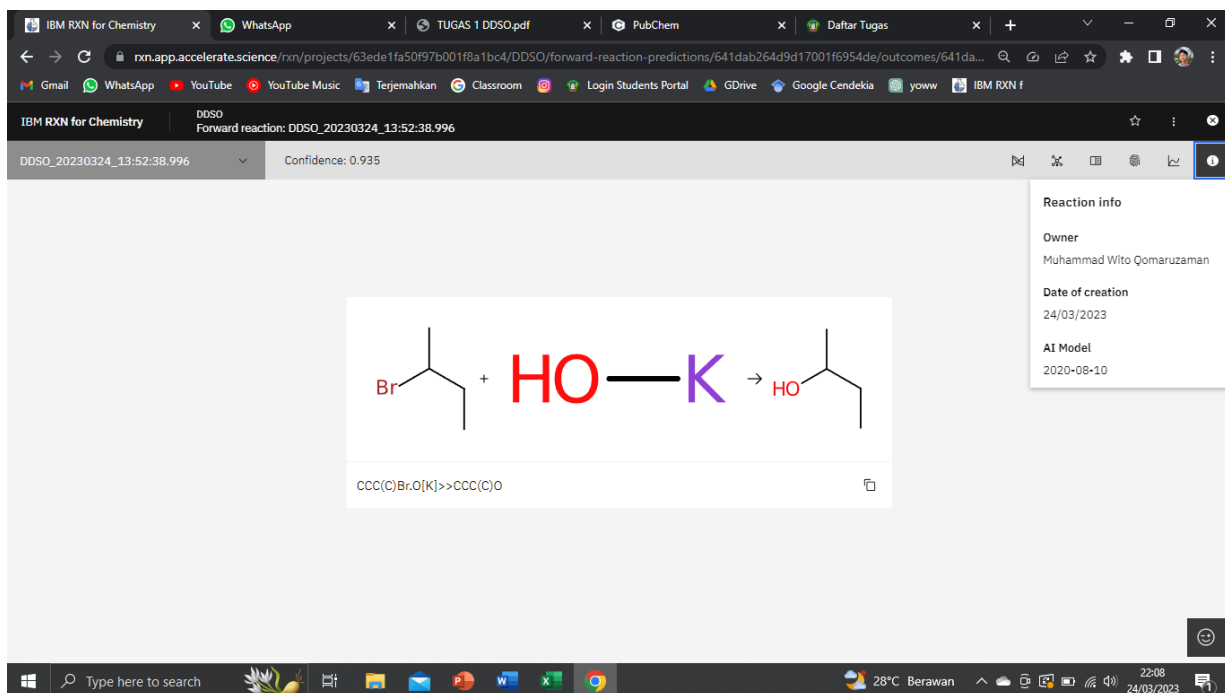 IBM RXN for Chemistry
WhatsApp
TUGAS 1 DDSO.pdf
PubChem
Daftar Tugas
rxn.app.accelerate.science/rxn/projects/63ede1fa50f97b001f8a1bc4/DDSO/forward-reaction-predictions/641dab264d9d17001f6954de/outcomes/641da...
Gmail WhatsApp YouTube YouTube Music Terjemahkan Classroom Login Students Portal GDrive Google Cendekia yoww IBM RXN f
IBM RXN for Chemistry
DDSO
Forward reaction: DDSO_20230324_13:52:38.996
DDSO_20230324_13:52:38.996
Confidence: 0.935
Reaction info
Owner
Muhammad Wito Qomaruzaman
Date of creation
24/03/2023
AI Model
2020-08-10
Br + HO K → HO
CCC(C)Br.O[K]>>CCC(C)O
Type here to search
28°C Berawan
22:08
24/03/2023